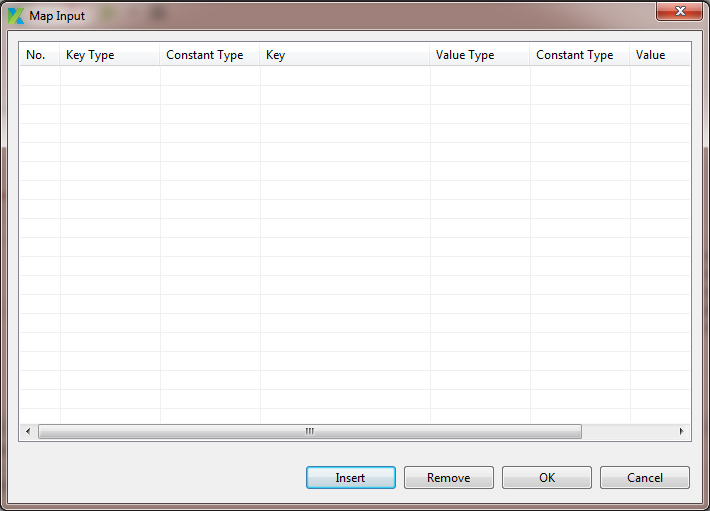 Map Input
No. Key Type Constant Type Key Value Type Constant Type Value
Insert Remove OK Cancel